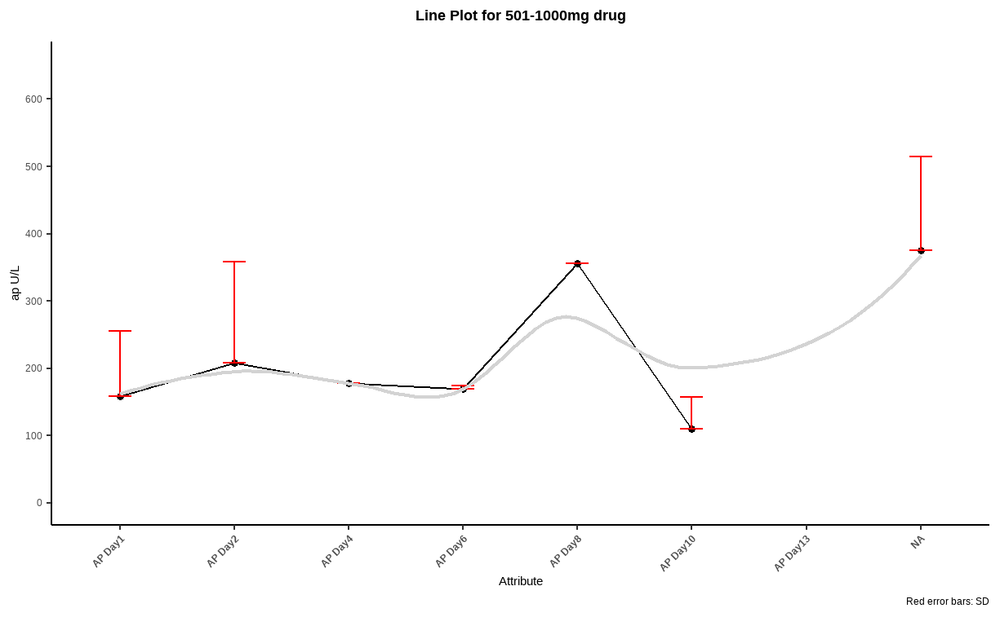 Line Plot for 501-1000mg drug
ap U/L
600
500
400
300
200
100
0
AP Day1
AP Day2
AP Day4
AP Day6
AP Day8
AP Day10
AP Day13
NA
Attribute
Red error bars: SD